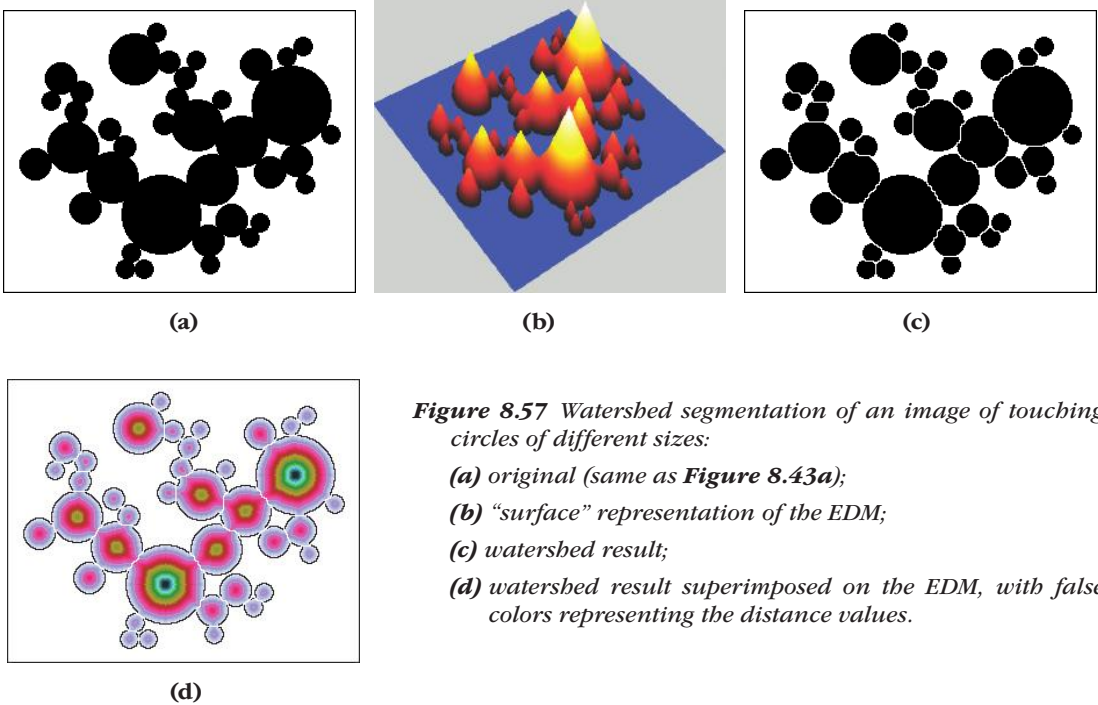 (a)
(b)
(c)
(d)
Figure 8.57 Watershed segmentation of an image of touching
circles of different sizes:
(a) original (same as Figure 8.43a);
(b) “surface” representation of the EDM;
(c) watershed result;
(d) watershed result superimposed on the EDM, with false
colors representing the distance values.